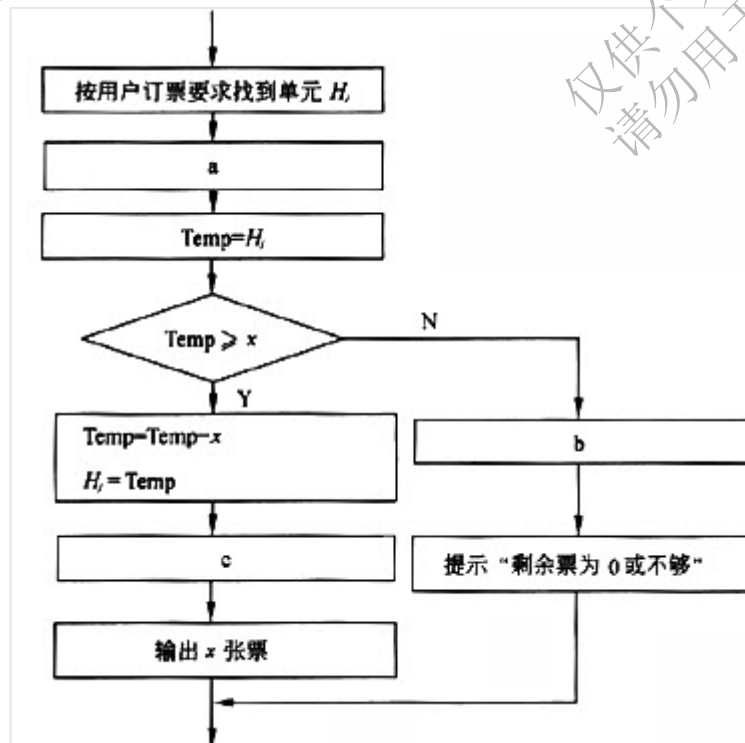 仅供个
请勿用于
按用户订票要求找到单元 Hi
a
Temp=Hi
Temp ⩾ x
N
Y
Temp=Temp-x
Hi = Temp
b
c
提示“剩余票为 0 或不够”
输出 x 张票